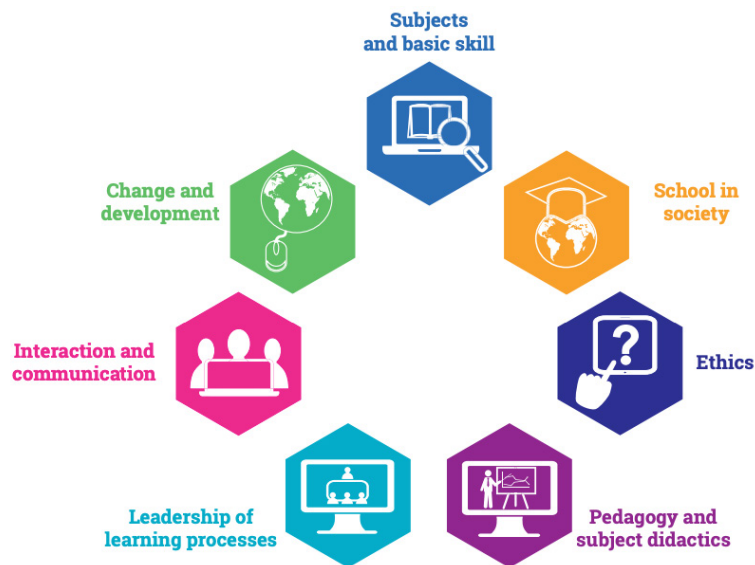 Subjects
and basic skill
Change and
development
School in
society
Interaction and
communication
Ethics
Leadership of
learning processes
Pedagogy and
subject didactics